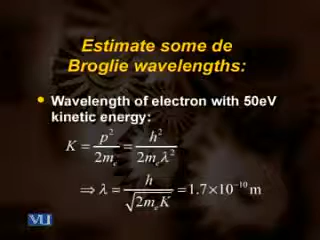 Estimate some de
Broglie wavelengths:
Wavelength of electron with 50eV
kinetic energy:
K = p²/2mₑ = h²/2mₑλ²
⇒ λ = h/√(2mₑK) = 1.7×10⁻¹⁰ m
VU